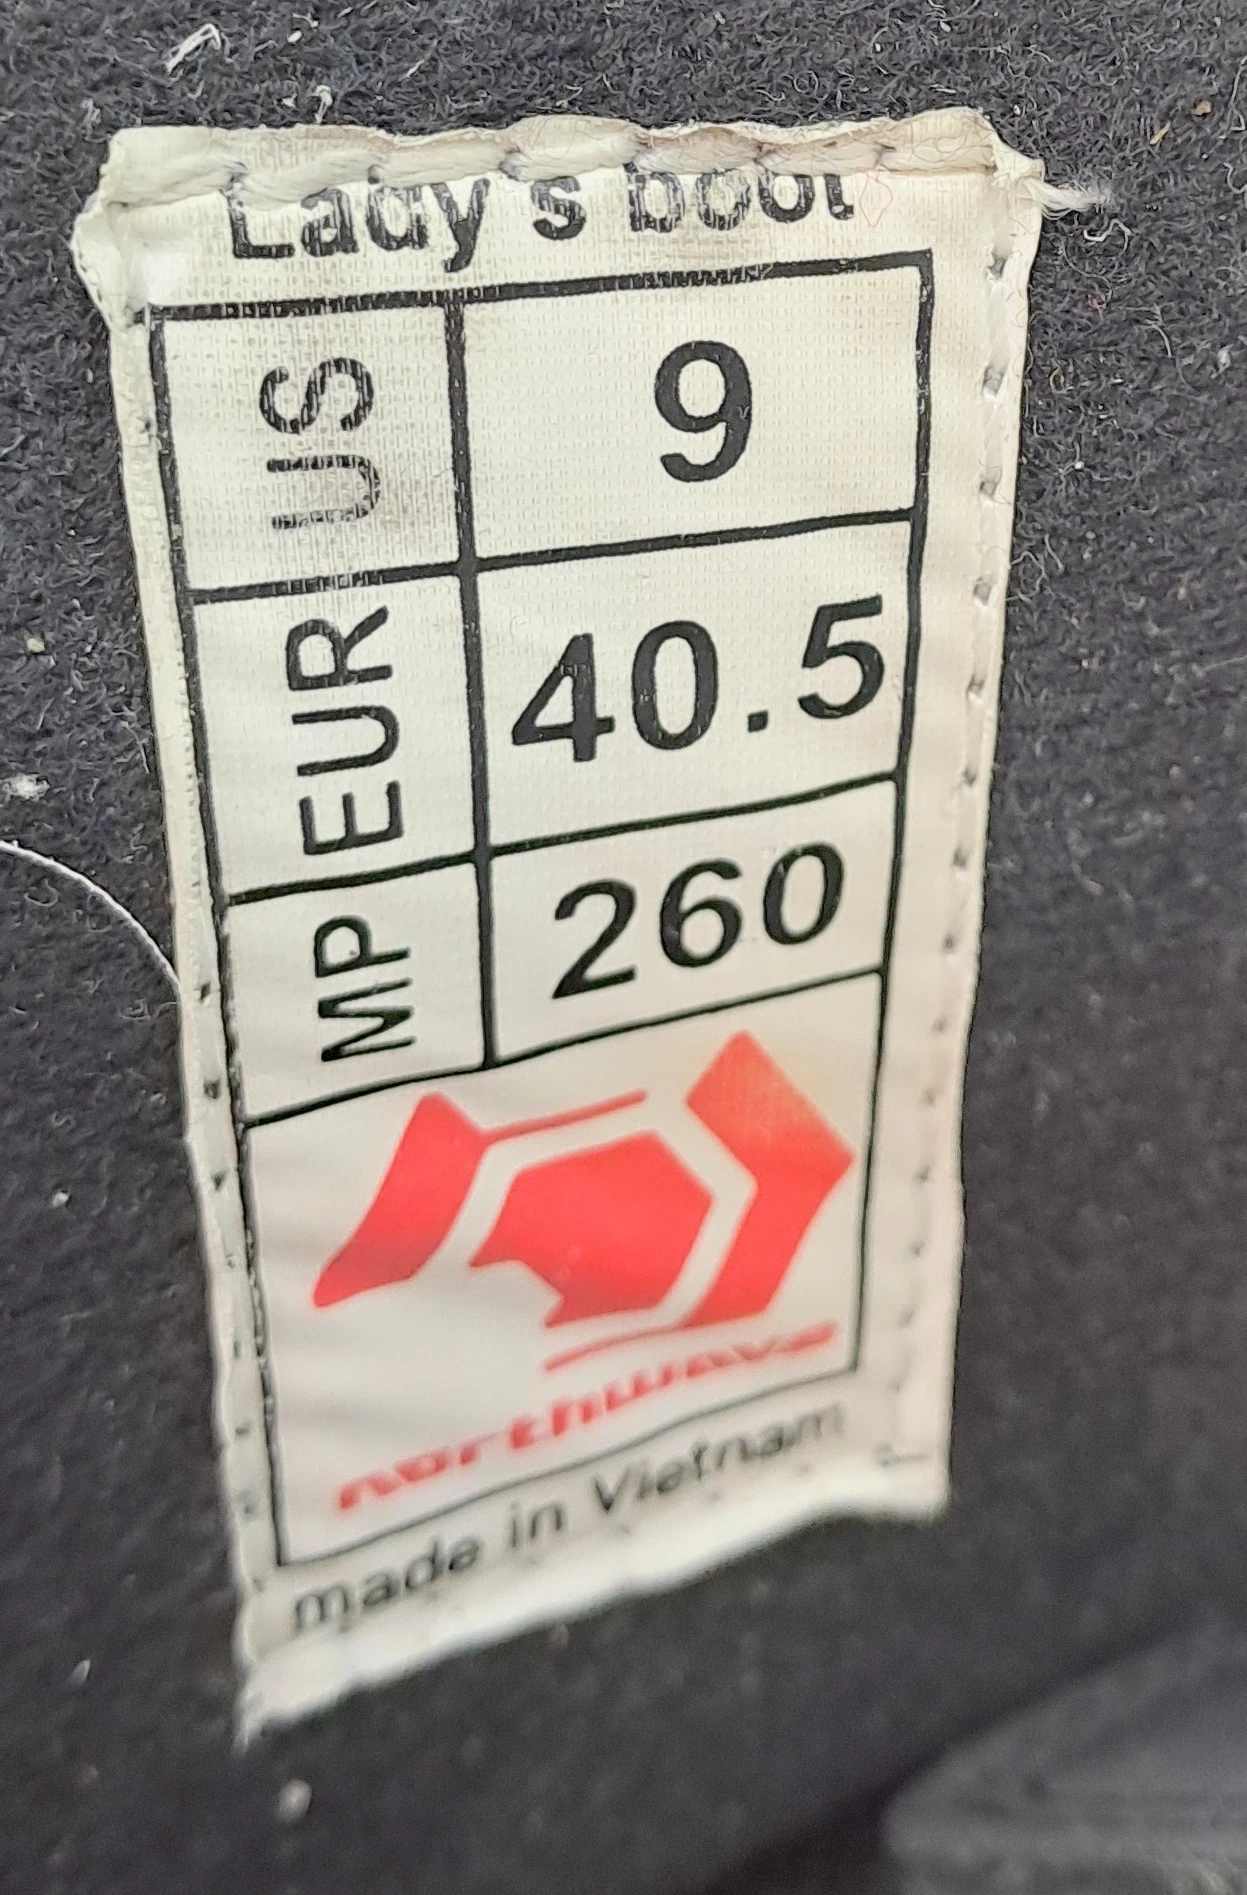 Lady's boot
US 9
EUR 40.5
MP 260
northwave
made in Vietnam